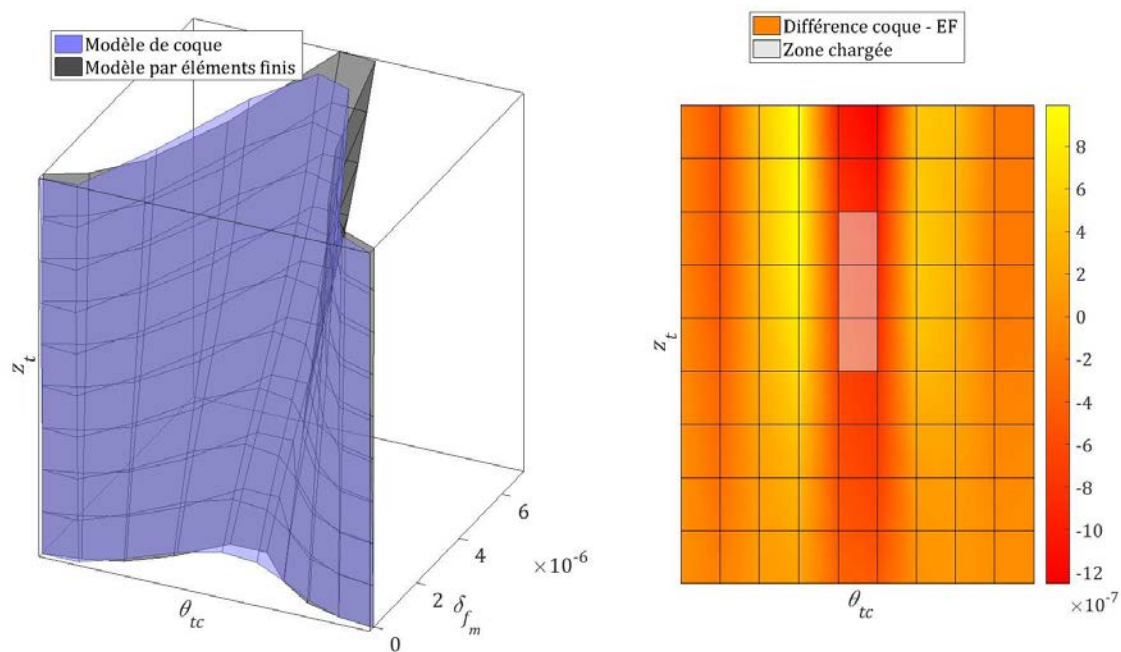 Modèle de coque
Modèle par éléments finis
z_t
θ_tc
0
2
4
6
×10^-6
δ_f_m
Différence coque - EF
Zone chargée
z_t
θ_tc
8
6
4
2
0
-2
-4
-6
-8
-10
-12
×10^-7